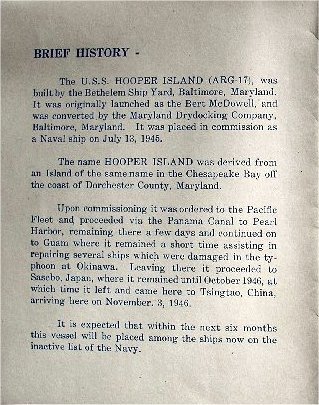 BRIEF HISTORY -
The U.S.S. HOOPER ISLAND (ARG-17), was
built by the Bethelem Ship Yard, Baltimore, Maryland.
It was originally launched as the Bert McDowell, and
was converted by the Maryland Drydocking Company,
Baltimore, Maryland. It was placed in commission as
a Naval ship on July 13, 1945.
The name HOOPER ISLAND was derived from
an Island of the same name in the Chesapeake Bay off
the coast of Dorchester County, Maryland.
Upon commissioning it was ordered to the Pacific
Fleet and proceeded via the Panama Canal to Pearl
Harbor, remaining there a few days and continued on
to Guam where it remained a short time assisting in
repairing several ships which were damaged in the ty-
phoon at Okinawa. Leaving there it proceeded to
Sasebo, Japan, where it remained until October 1946, at
which time it left and came here to Tsingtao, China,
arriving here on November. 3, 1946.
It is expected that within the next six months
this vessel will be placed among the ships now on the
inactive list of the Navy.